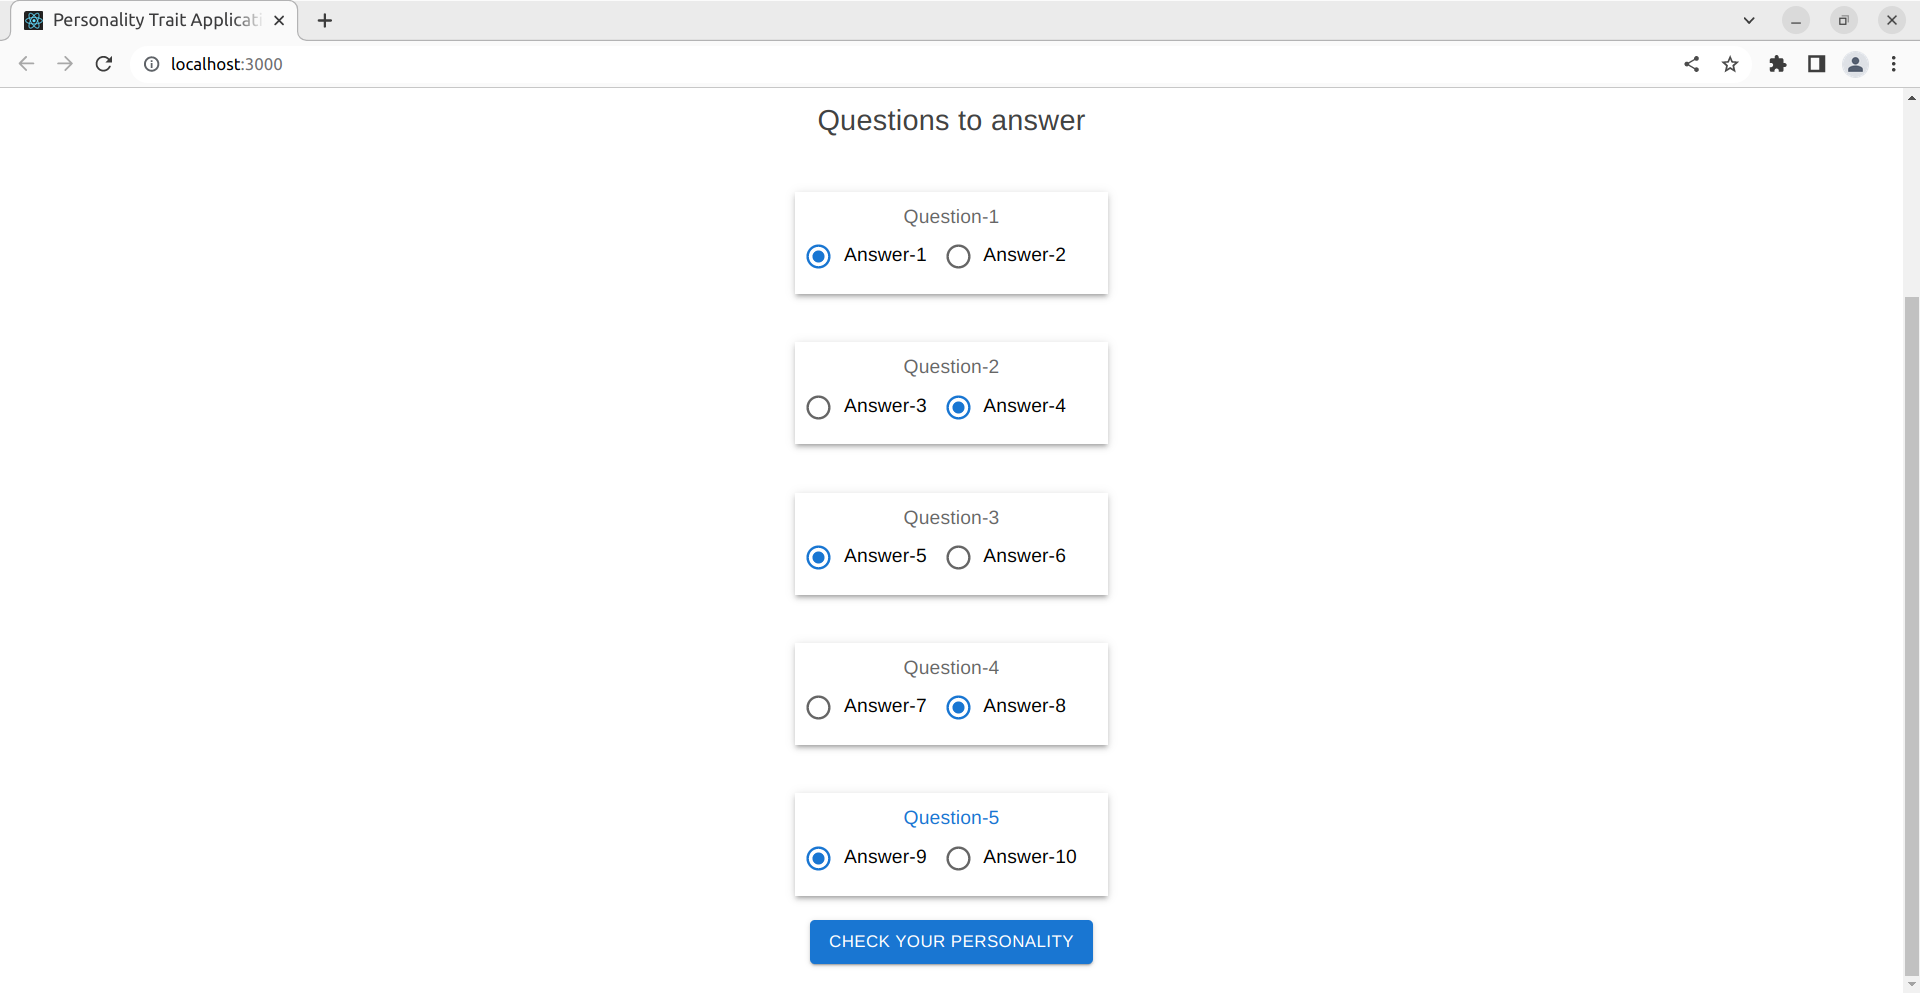 Personality Trait Applicati
localhost:3000
Questions to answer
Question-1
Answer-1 Answer-2
Question-2
Answer-3 Answer-4
Question-3
Answer-5 Answer-6
Question-4
Answer-7 Answer-8
Question-5
Answer-9 Answer-10
CHECK YOUR PERSONALITY